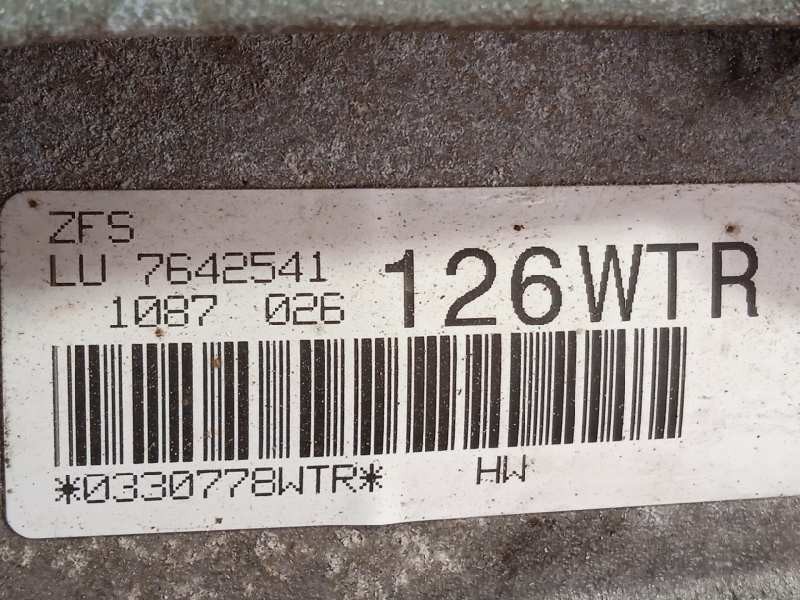 ZFS
LU 7642541
1087 026 126WTR
*0330778WTR* HW